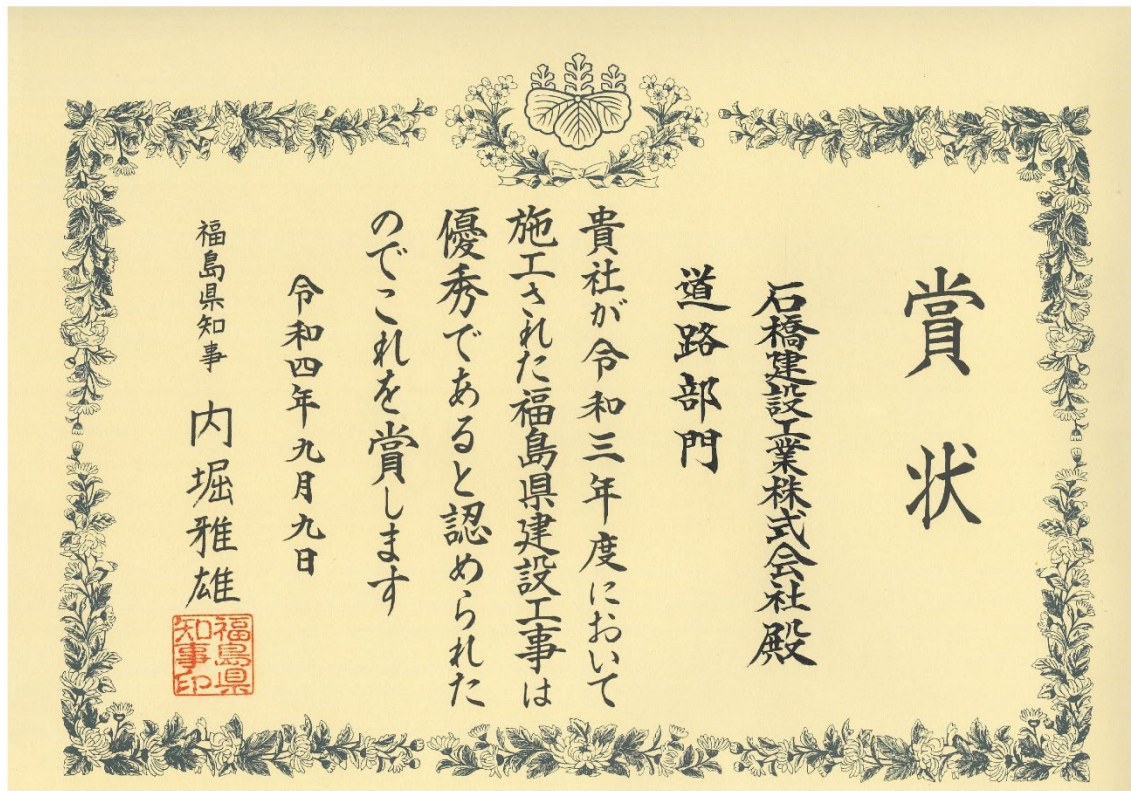 賞状
石橋建設工業株式会社殿
道路部門
貴社が令和三年度において
施工された福島県建設工事は
優秀であると認められた
のでこれを賞します
令和四年九月九日
福島県知事 内堀雅雄
福島県
知事印